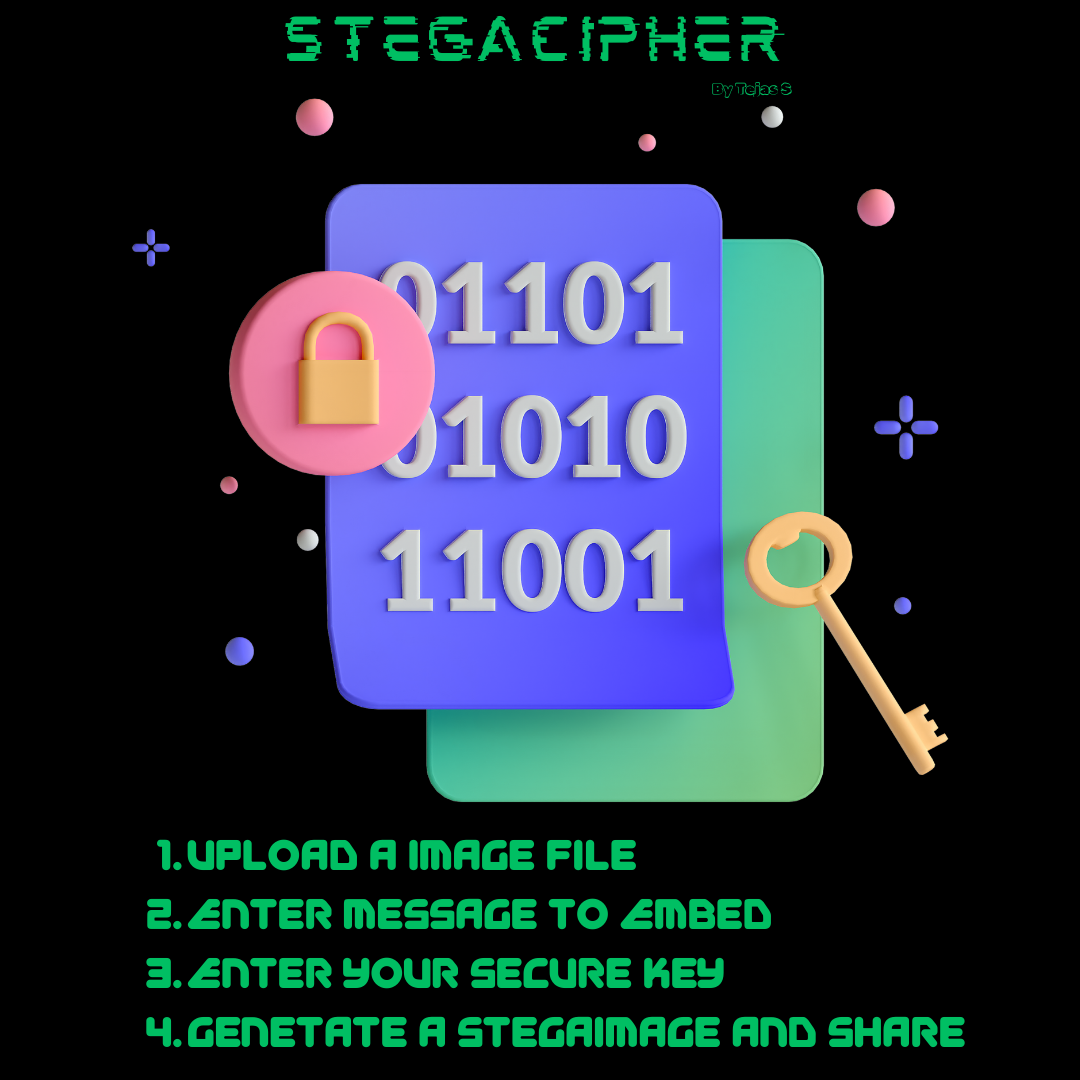 STEGACIPHER
By Tejas S
01101
01010
11001
1. UPLOAD A IMAGE FILE
2. ENTER MESSAGE TO EMBED
3. ENTER YOUR SECURE KEY
4. GENETATE A STEGAIMAGE AND SHARE